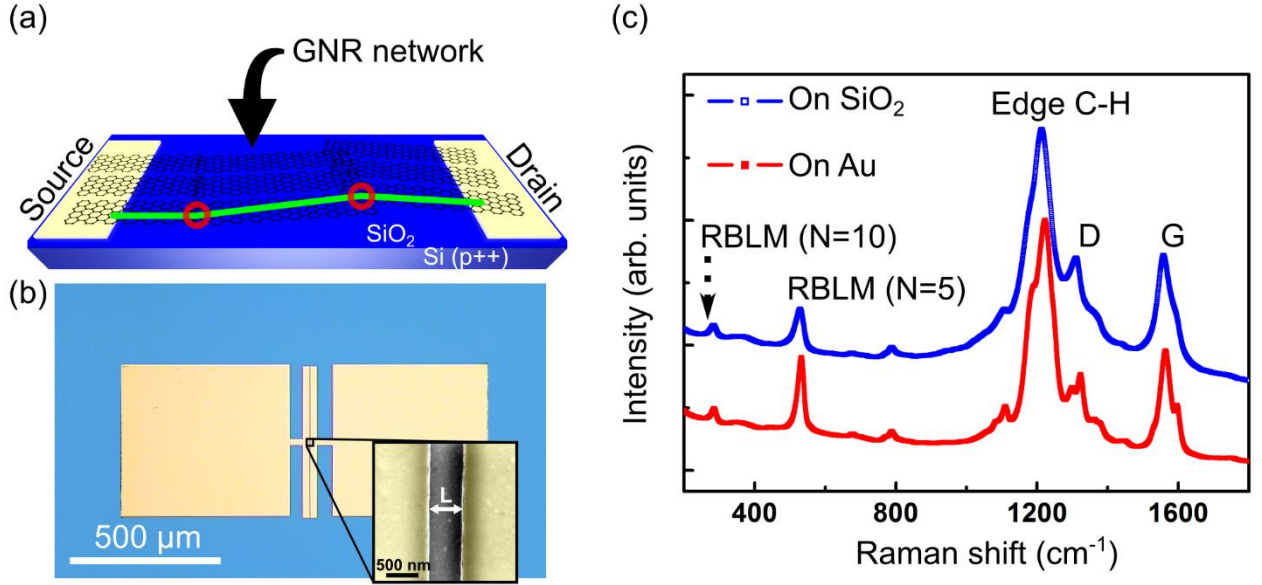 (a)
GNR network
Source
Drain
SiO₂
Si (p++)
(b)
500 µm
L
500 nm
(c)
On SiO₂
On Au
Edge C-H
RBLM (N=10)
RBLM (N=5)
D
G
Intensity (arb. units)
400 800 1200 1600
Raman shift (cm⁻¹)